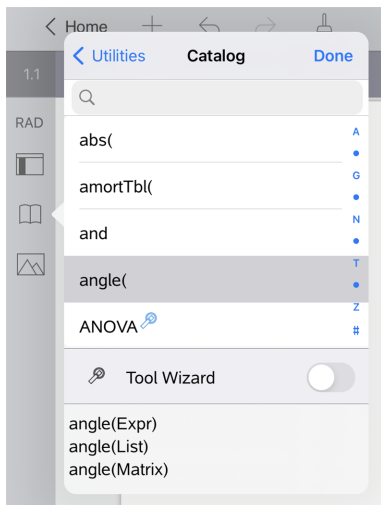 Home
1.1
Utilities Catalog Done
RAD
abs(
amortTbl(
and
angle(
ANOVA
A
G
N
T
Z
#
Tool Wizard
angle(Expr)
angle(List)
angle(Matrix)